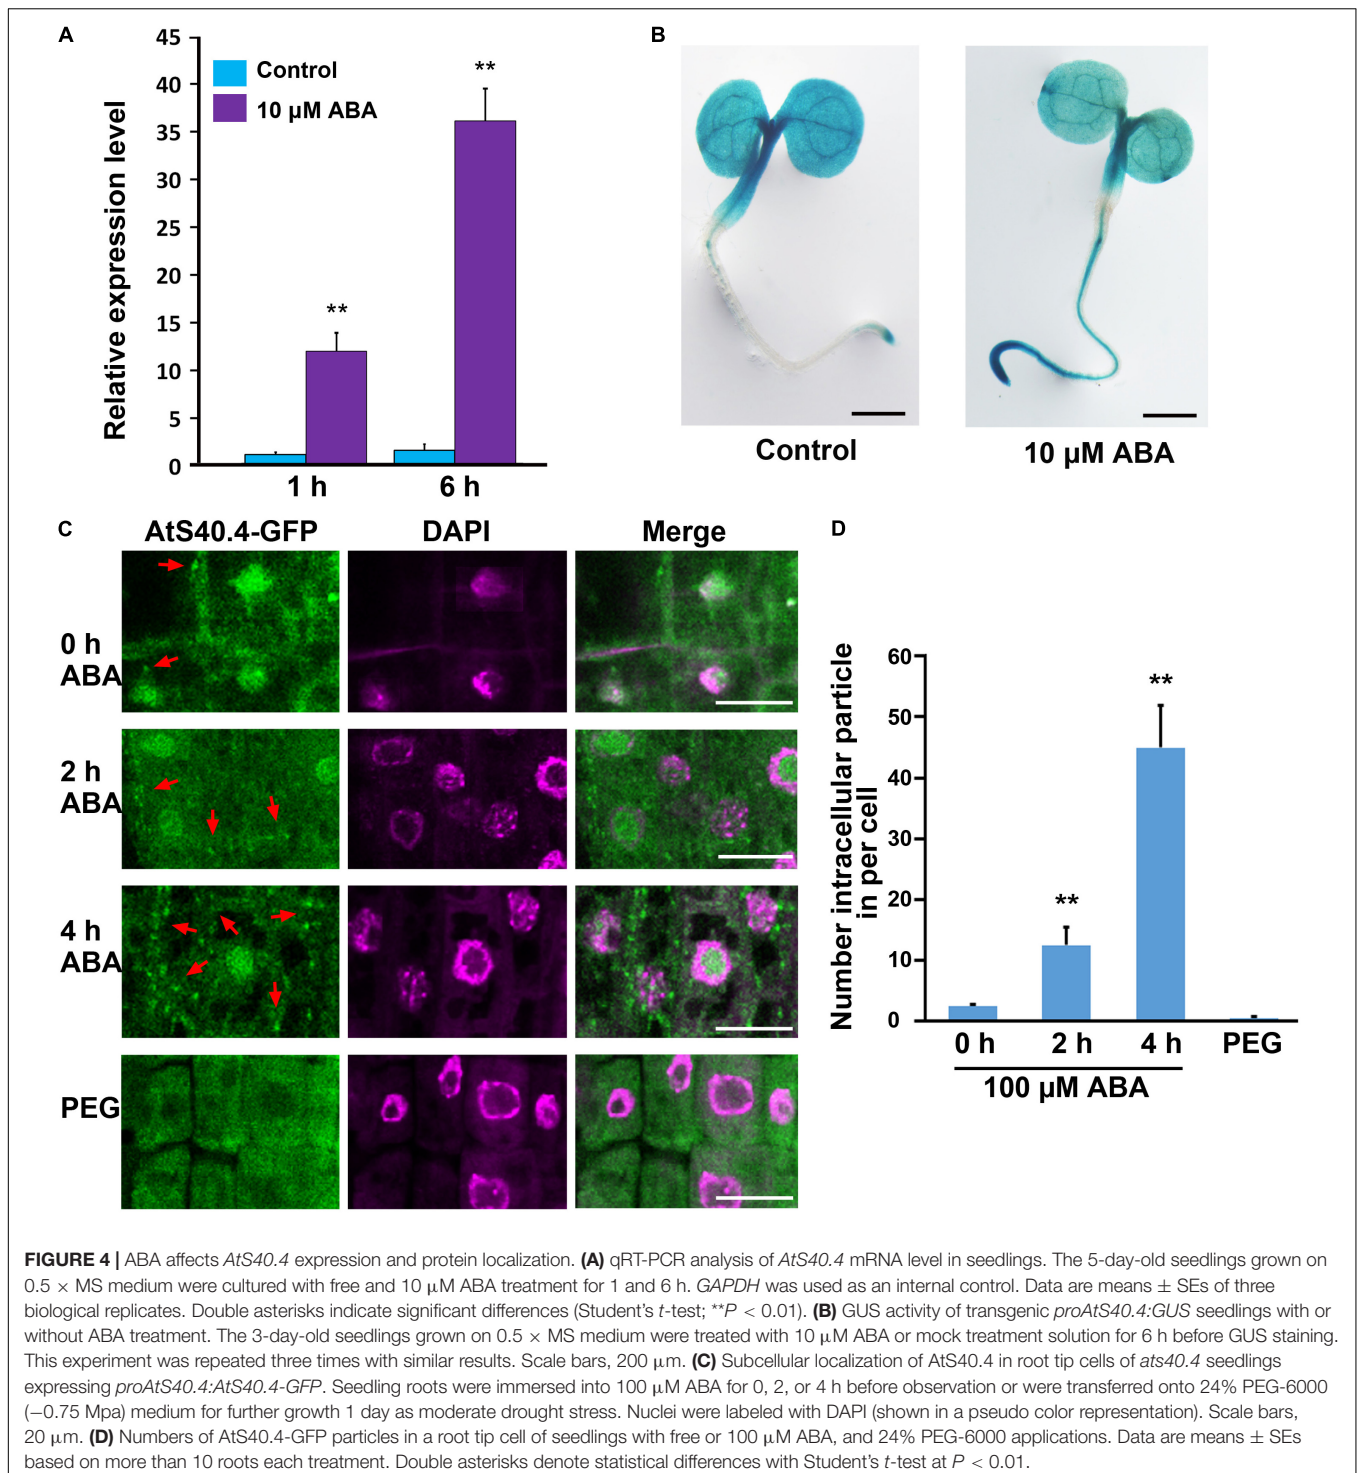 A
45
40
35
30
25
20
15
10
5
0
Relative expression level
Control
10 µM ABA
**
**
1 h
6 h
B
Control
10 µM ABA
C
AtS40.4-GFP
DAPI
Merge
0 h
ABA
2 h
ABA
4 h
ABA
PEG
D
60
50
40
30
20
10
0
Number intracellular particle
in per cell
**
**
0 h
2 h
4 h
PEG
100 µM ABA
FIGURE 4 | ABA affects AtS40.4 expression and protein localization. (A) qRT-PCR analysis of AtS40.4 mRNA level in seedlings. The 5-day-old seedlings grown on
0.5 × MS medium were cultured with free and 10 µM ABA treatment for 1 and 6 h. GAPDH was used as an internal control. Data are means ± SEs of three
biological replicates. Double asterisks indicate significant differences (Student's t-test; **P < 0.01). (B) GUS activity of transgenic proAtS40.4:GUS seedlings with or
without ABA treatment. The 3-day-old seedlings grown on 0.5 × MS medium were treated with 10 µM ABA or mock treatment solution for 6 h before GUS staining.
This experiment was repeated three times with similar results. Scale bars, 200 µm. (C) Subcellular localization of AtS40.4 in root tip cells of ats40.4 seedlings
expressing proAtS40.4:AtS40.4-GFP. Seedling roots were immersed into 100 µM ABA for 0, 2, or 4 h before observation or were transferred onto 24% PEG-6000
(−0.75 Mpa) medium for further growth 1 day as moderate drought stress. Nuclei were labeled with DAPI (shown in a pseudo color representation). Scale bars,
20 µm. (D) Numbers of AtS40.4-GFP particles in a root tip cell of seedlings with free or 100 µM ABA, and 24% PEG-6000 applications. Data are means ± SEs
based on more than 10 roots each treatment. Double asterisks denote statistical differences with Student's t-test at P < 0.01.